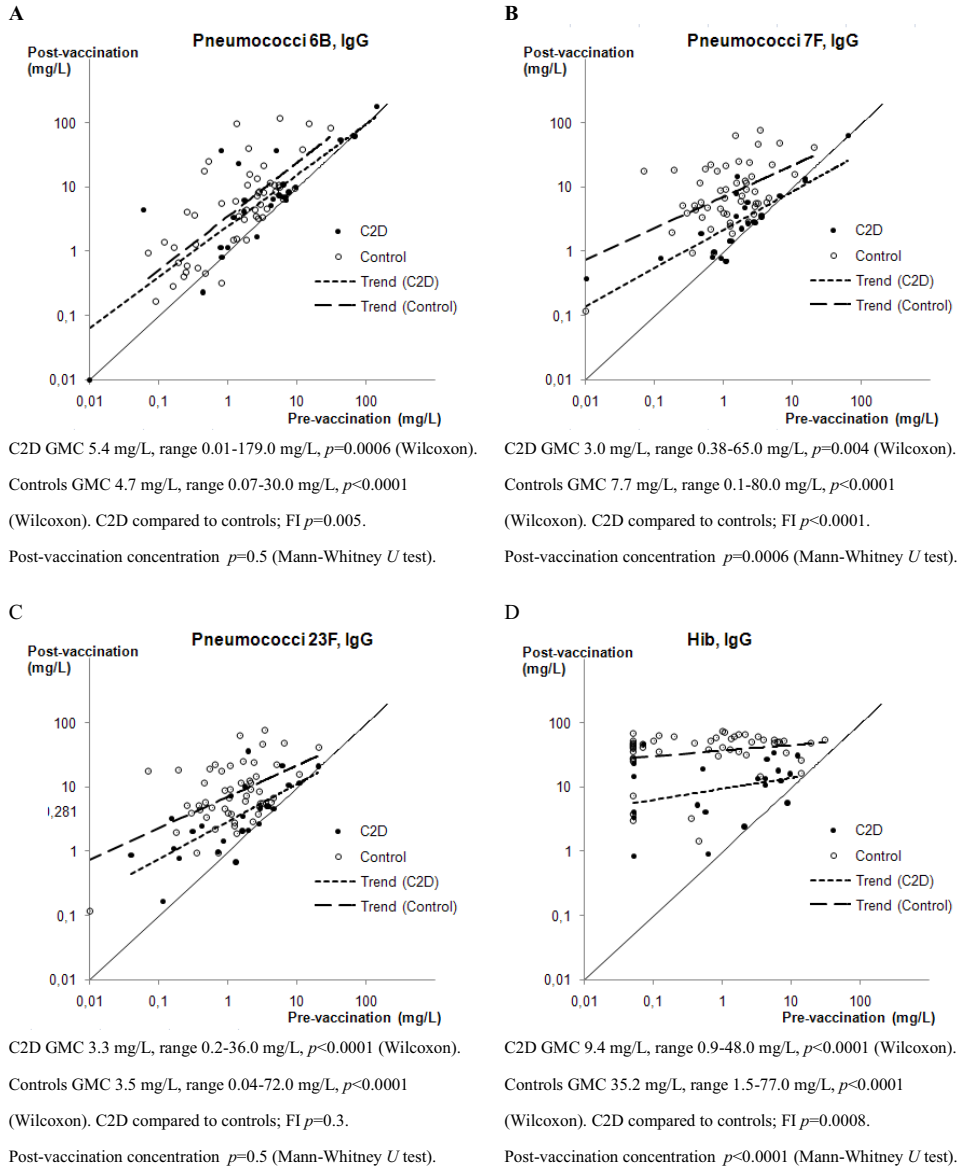 A
Pneumococci 6B, IgG
Post-vaccination
(mg/L)
100
10
1
0,1
0,01
0,01 0,1 1 10 100
Pre-vaccination (mg/L)
C2D
Control
Trend (C2D)
Trend (Control)
C2D GMC 5.4 mg/L, range 0.01-179.0 mg/L, p=0.0006 (Wilcoxon).
Controls GMC 4.7 mg/L, range 0.07-30.0 mg/L, p<0.0001
(Wilcoxon). C2D compared to controls; FI p=0.005.
Post-vaccination concentration p=0.5 (Mann-Whitney U test).
B
Pneumococci 7F, IgG
Post-vaccination
(mg/L)
100
10
1
0,1
0,01
0,01 0,1 1 10 100
Pre-vaccination (mg/L)
C2D
Control
Trend (C2D)
Trend (Control)
C2D GMC 3.0 mg/L, range 0.38-65.0 mg/L, p=0.004 (Wilcoxon).
Controls GMC 7.7 mg/L, range 0.1-80.0 mg/L, p<0.0001
(Wilcoxon). C2D compared to controls; FI p<0.0001.
Post-vaccination concentration p=0.0006 (Mann-Whitney U test).
C
Pneumococci 23F, IgG
Post-vaccination
(mg/L)
100
10
),281
1
0,1
0,01
0,01 0,1 1 10 100
Pre-vaccination (mg/L)
C2D
Control
Trend (C2D)
Trend (Control)
C2D GMC 3.3 mg/L, range 0.2-36.0 mg/L, p<0.0001 (Wilcoxon).
Controls GMC 3.5 mg/L, range 0.04-72.0 mg/L, p<0.0001
(Wilcoxon). C2D compared to controls; FI p=0.3.
Post-vaccination concentration p=0.5 (Mann-Whitney U test).
D
Hib, IgG
Post-vaccination
(mg/L)
100
10
1
0,1
0,01
0,01 0,1 1 10 100
Pre-vaccination (mg/L)
C2D
Control
Trend (C2D)
Trend (Control)
C2D GMC 9.4 mg/L, range 0.9-48.0 mg/L, p<0.0001 (Wilcoxon).
Controls GMC 35.2 mg/L, range 1.5-77.0 mg/L, p<0.0001
(Wilcoxon). C2D compared to controls; FI p=0.0008.
Post-vaccination concentration p<0.0001 (Mann-Whitney U test).